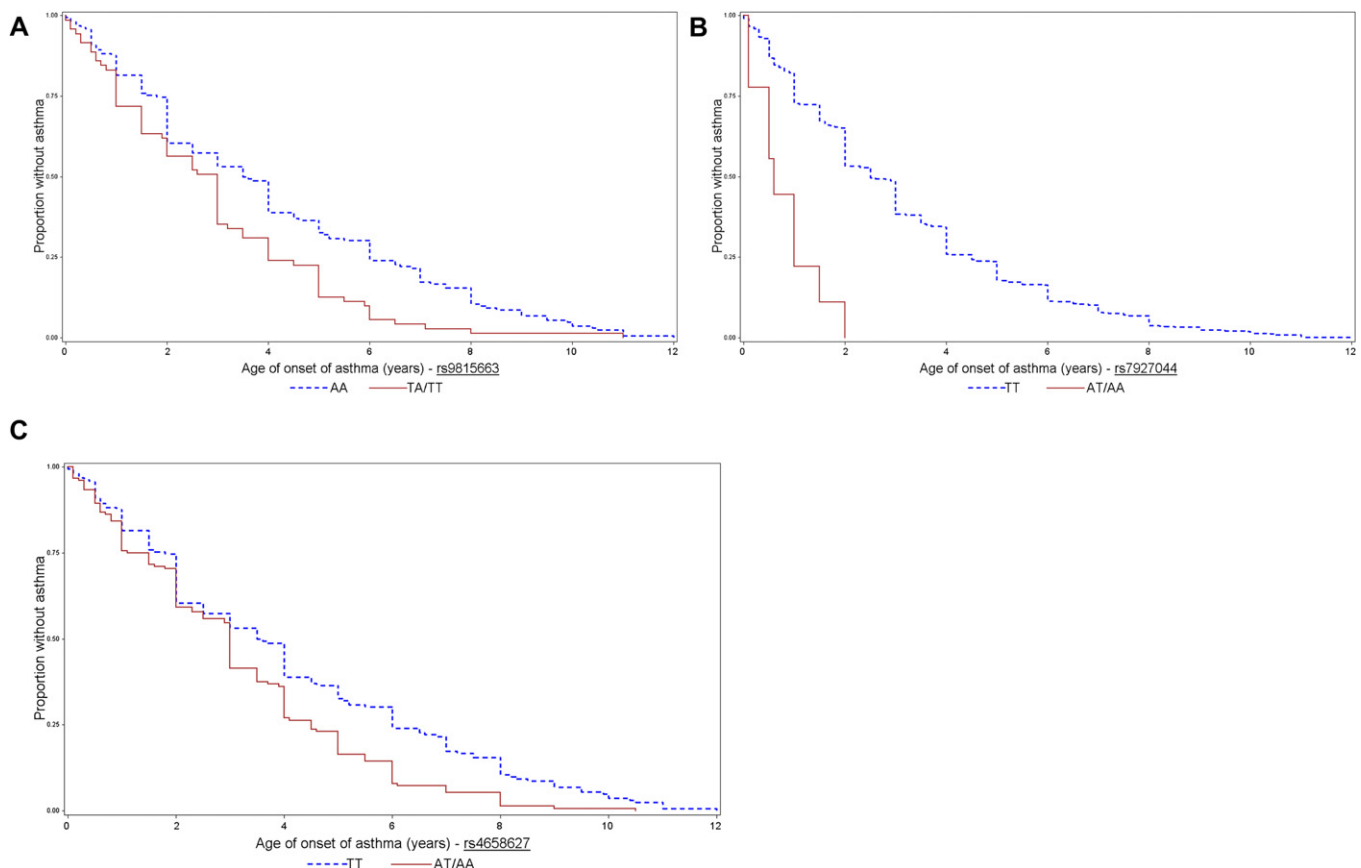 A
Proportion without asthma
1.00
0.75
0.50
0.25
0.00
0 2 4 6 8 10 12
Age of onset of asthma (years) - rs9815663
AA TA/TT
B
Proportion without asthma
1.00
0.75
0.50
0.25
0.00
0 2 4 6 8 10 12
Age of onset of asthma (years) - rs7927044
TT AT/AA
C
Proportion without asthma
1.00
0.75
0.50
0.25
0.00
0 2 4 6 8 10 12
Age of onset of asthma (years) - rs4658627
TT AT/AA